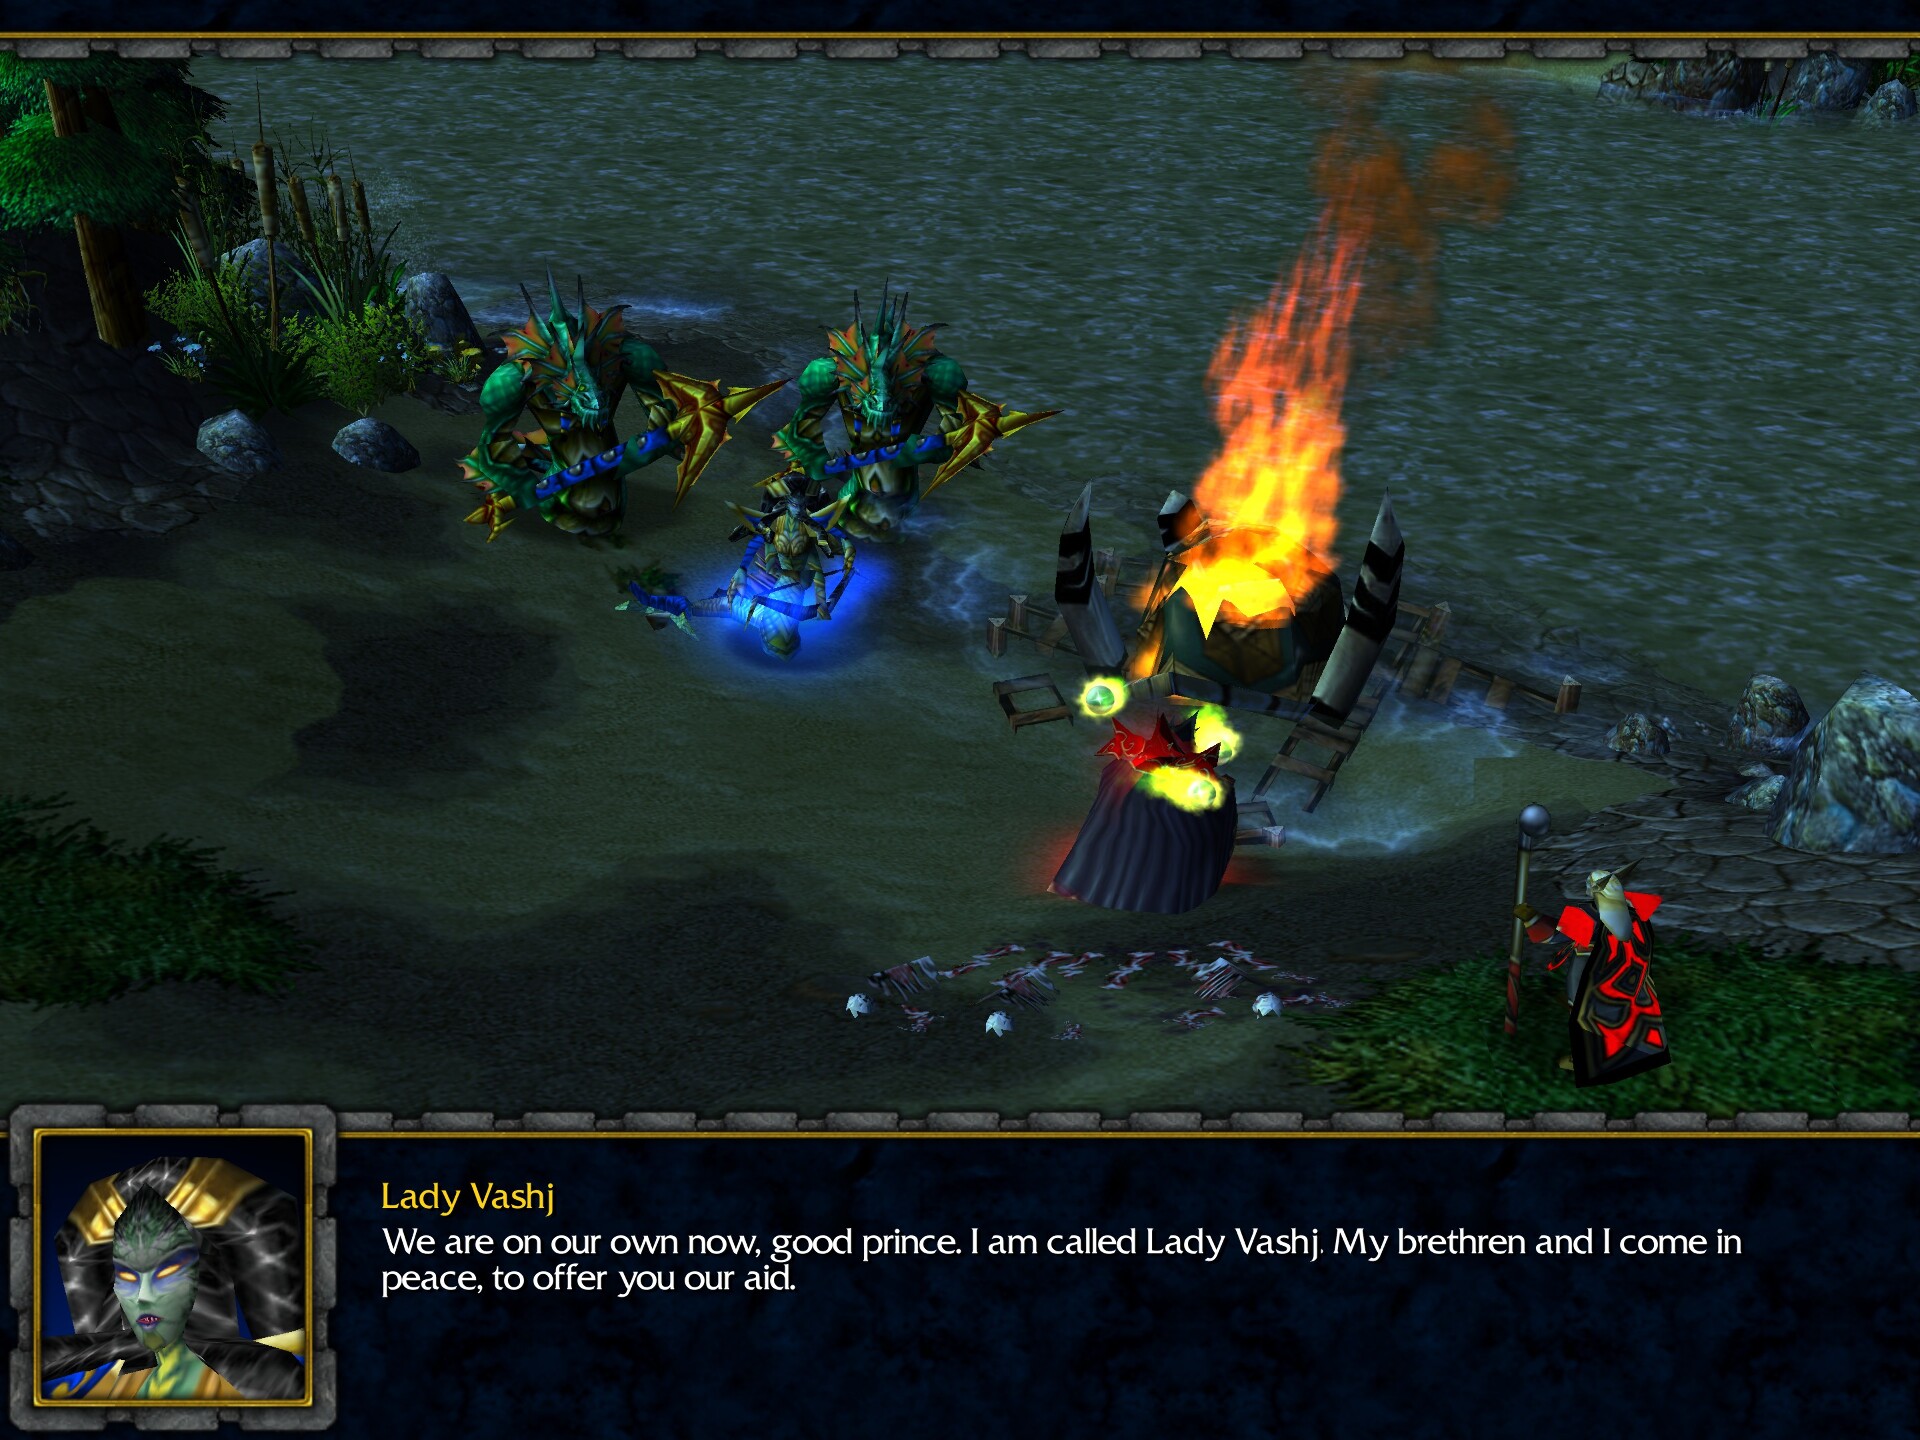 Lady Vashj
We are on our own now, good prince. I am called Lady Vashj. My brethren and I come in
peace, to offer you our aid.